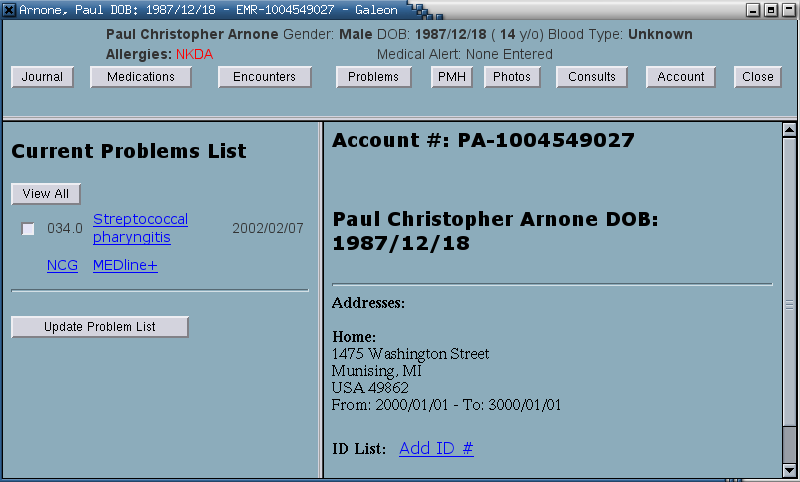 Arnone, Paul DOB: 1987/12/18 - EMR-1004549027 - Galeon
Paul Christopher Arnone Gender: Male DOB: 1987/12/18 ( 14 y/o) Blood Type: Unknown
Allergies: NKDA Medical Alert: None Entered
Journal Medications Encounters Problems PMH Photos Consults Account Close
Current Problems List
View All
034.0 Streptococcal pharyngitis 2002/02/07
NCG MEDline+
Update Problem List
Account #: PA-1004549027
Paul Christopher Arnone DOB:
1987/12/18
Addresses:
Home:
1475 Washington Street
Munising, MI
USA 49862
From: 2000/01/01 - To: 3000/01/01
ID List: Add ID #